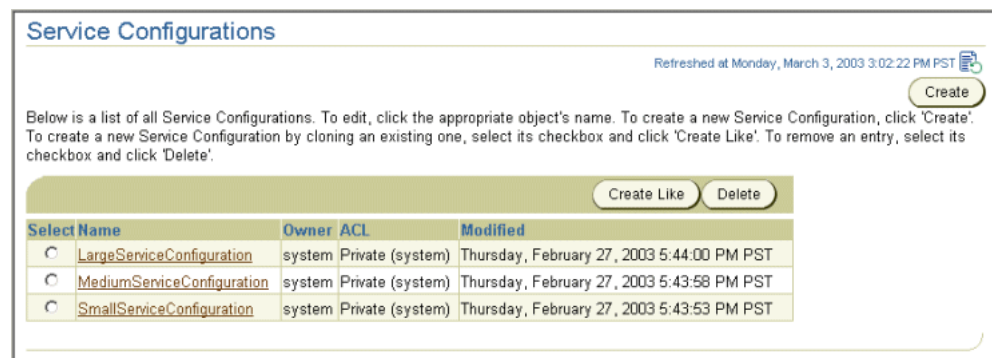 Service Configurations
Refreshed at Monday, March 3, 2003 3:02:22 PM PST
Create
Below is a list of all Service Configurations. To edit, click the appropriate object's name. To create a new Service Configuration, click 'Create'.
To create a new Service Configuration by cloning an existing one, select its checkbox and click 'Create Like'. To remove an entry, select its
checkbox and click 'Delete'.
Create Like Delete
Select Name Owner ACL Modified
LargeServiceConfiguration system Private (system) Thursday, February 27, 2003 5:44:00 PM PST
MediumServiceConfiguration system Private (system) Thursday, February 27, 2003 5:43:58 PM PST
SmallServiceConfiguration system Private (system) Thursday, February 27, 2003 5:43:53 PM PST